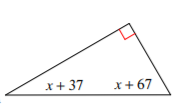 x + 37 x + 67